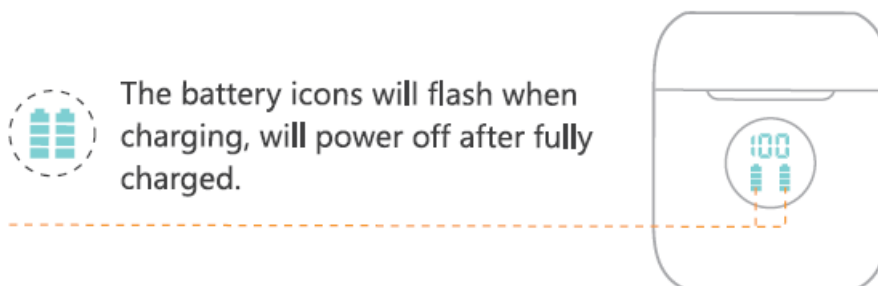 The battery icons will flash when
charging, will power off after fully
charged.
100